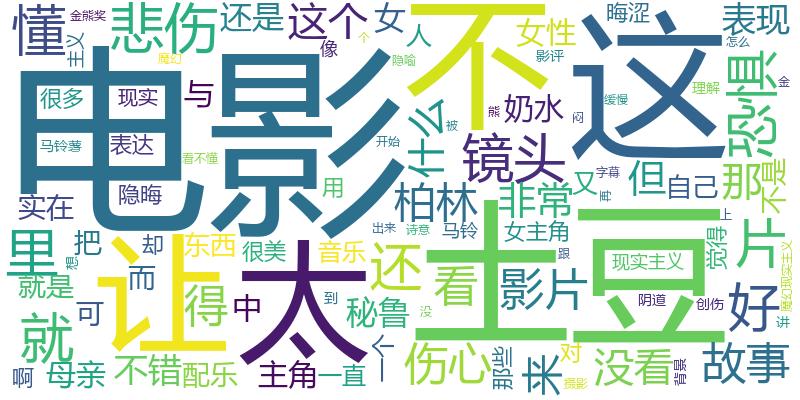 金熊奖
懂
主义
悲伤
还是
这个
女
人
像
不
女性
晦涩
表现
很多
现实
魔幻
与
电影
个
隐喻
影评
这
怎么
恐惧
金
理解
马铃薯
表达
看不懂
开始
什么
被
熊
奶水
缓慢
闷
镜头
隐晦
用
柏林
非常
又
字幕
再
但
自己
那
不是
实在
里
把
想
却
东西
很美
音乐
出来
诗意
马铃
女主角
跟
觉得
上
片
就是
可
而
让
得
中
太
到
还
看
土豆
影片
现实主义
阴道
创伤
好
讲
魔幻现实主义
就
秘鲁
没
啊
母亲
不错
配乐
主角
一直
一个
伤心
那些
来
对
摄影
没看
背景
故事